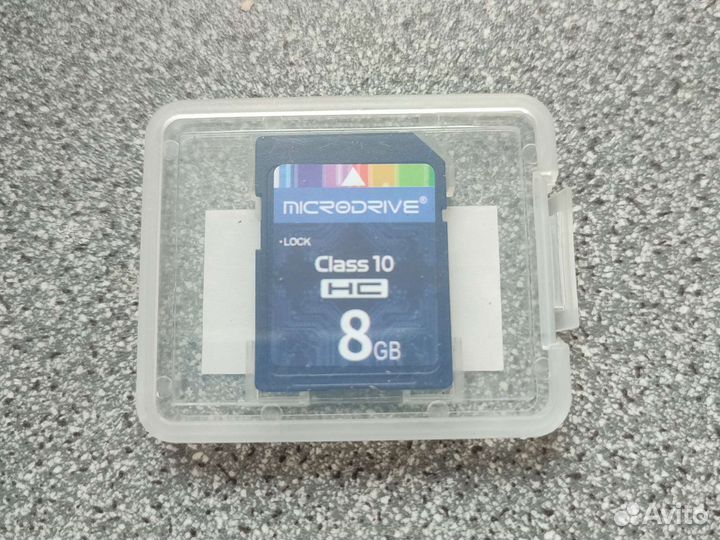 MICRODRIVE®
•LOCK
Class 10
HC
8GB
Avito